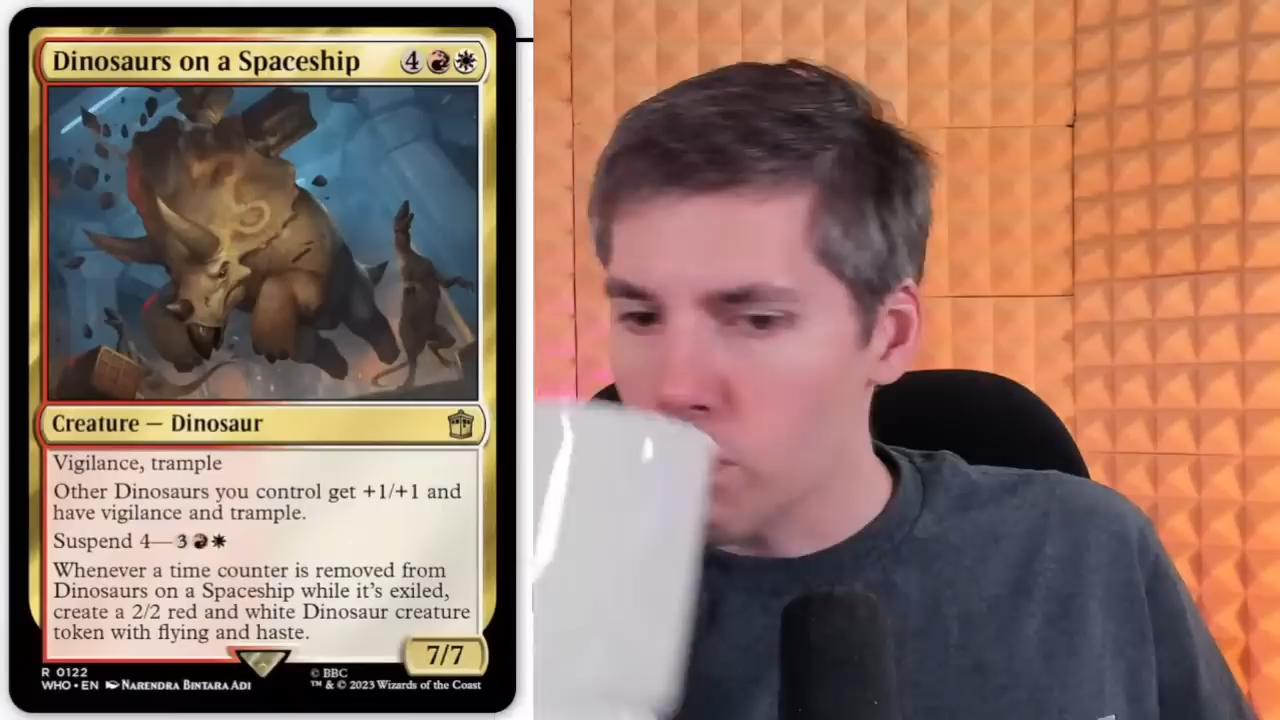 Dinosaurs on a Spaceship 4
Creature — Dinosaur
Vigilance, trample
Other Dinosaurs you control get +1/+1 and
have vigilance and trample.
Suspend 4—3
Whenever a time counter is removed from
Dinosaurs on a Spaceship while it's exiled,
create a 2/2 red and white Dinosaur creature
token with flying and haste.
7/7
R 0122
WHO • EN Narendra Bintara Adi
© BBC
™ & © 2023 Wizards of the Coast